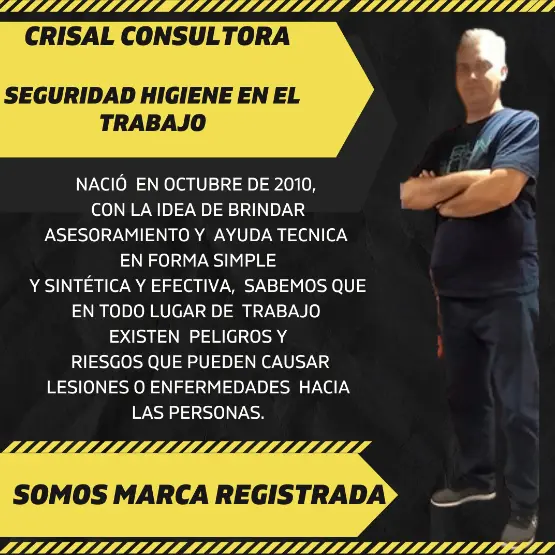 CRISAL CONSULTORA
SEGURIDAD HIGIENE EN EL
TRABAJO
NACIÓ EN OCTUBRE DE 2010,
CON LA IDEA DE BRINDAR
ASESORAMIENTO Y AYUDA TECNICA
EN FORMA SIMPLE
Y SINTÉTICA Y EFECTIVA, SABEMOS QUE
EN TODO LUGAR DE TRABAJO
EXISTEN PELIGROS Y
RIESGOS QUE PUEDEN CAUSAR
LESIONES O ENFERMEDADES HACIA
LAS PERSONAS.
SOMOS MARCA REGISTRADA